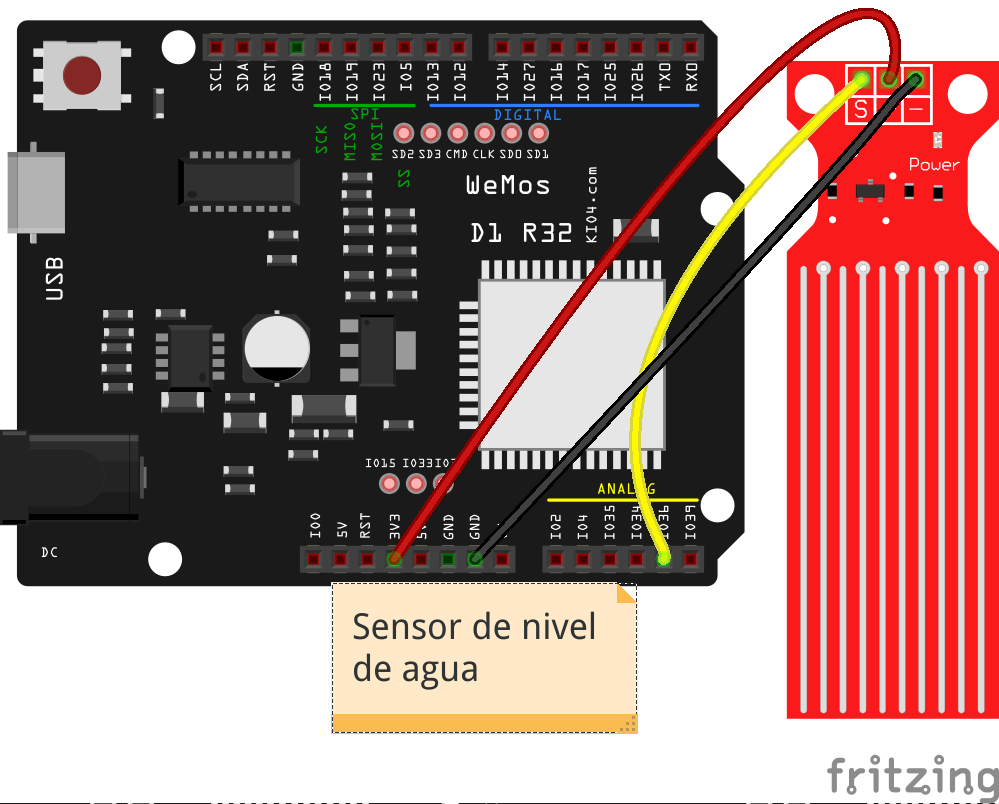 SCL SDA RST GND IO18 IO19 IO23 IO5 IO13 IO12 IO14 IO27 IO16 IO17 IO25 IO26 TX0 RX0
SPI DIGITAL
SCK MISO MOSI SS
SD2 SD3 CMD CLK SD0 SD1
WeMos
D1 R32
KIO4.com
USB
S −
Power
IO15 IO33
ANALOG
IO0 5V RST 3V3 5V GND GND IO2 IO4 IO35 IO34 IO36 IO39
DC
Sensor de nivel
de agua
fritzing